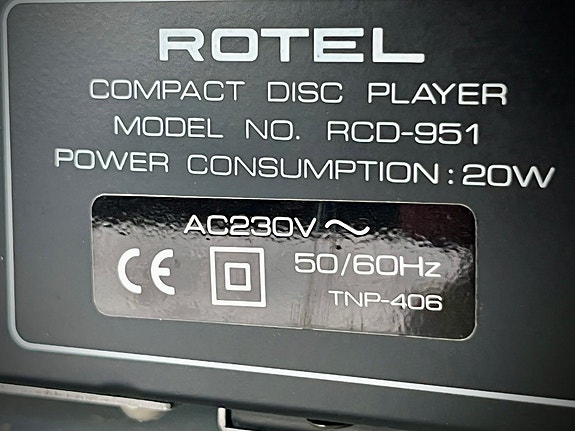 ROTEL
COMPACT DISC PLAYER
MODEL NO. RCD-951
POWER CONSUMPTION: 20W
AC230V ~
CE 50/60Hz
TNP-406